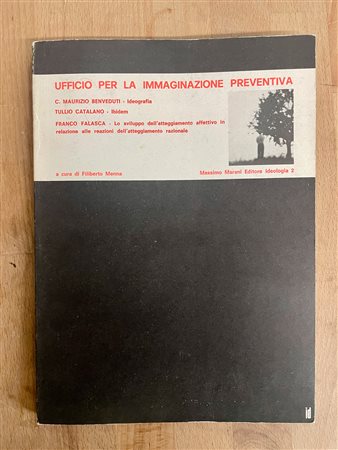 UFFICIO PER LA IMMAGINAZIONE PREVENTIVA
C. MAURIZIO BENVEDUTI - Ideografia
TULLIO CATALANO - Ibidem
FRANCO FALASCA - Lo sviluppo dell'atteggiamento affettivo in
relazione alle reazioni dell'atteggiamento razionale
a cura di Filiberto Menna
Massimo Marani Editore Ideologia 2
id